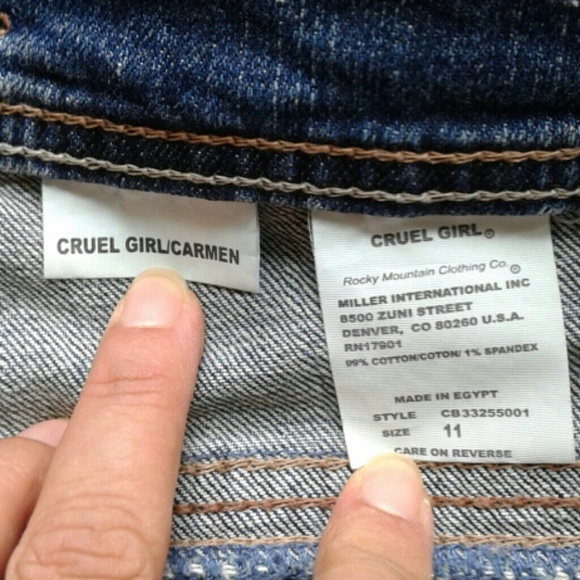 CRUEL GIRL/CARMEN
CRUEL GIRL®
Rocky Mountain Clothing Co.®
MILLER INTERNATIONAL INC
8500 ZUNI STREET
DENVER, CO 80260 U.S.A.
RN17901
99% COTTON/COTON/ 1% SPANDEX
MADE IN EGYPT
STYLE CB33255001
SIZE 11
CARE ON REVERSE